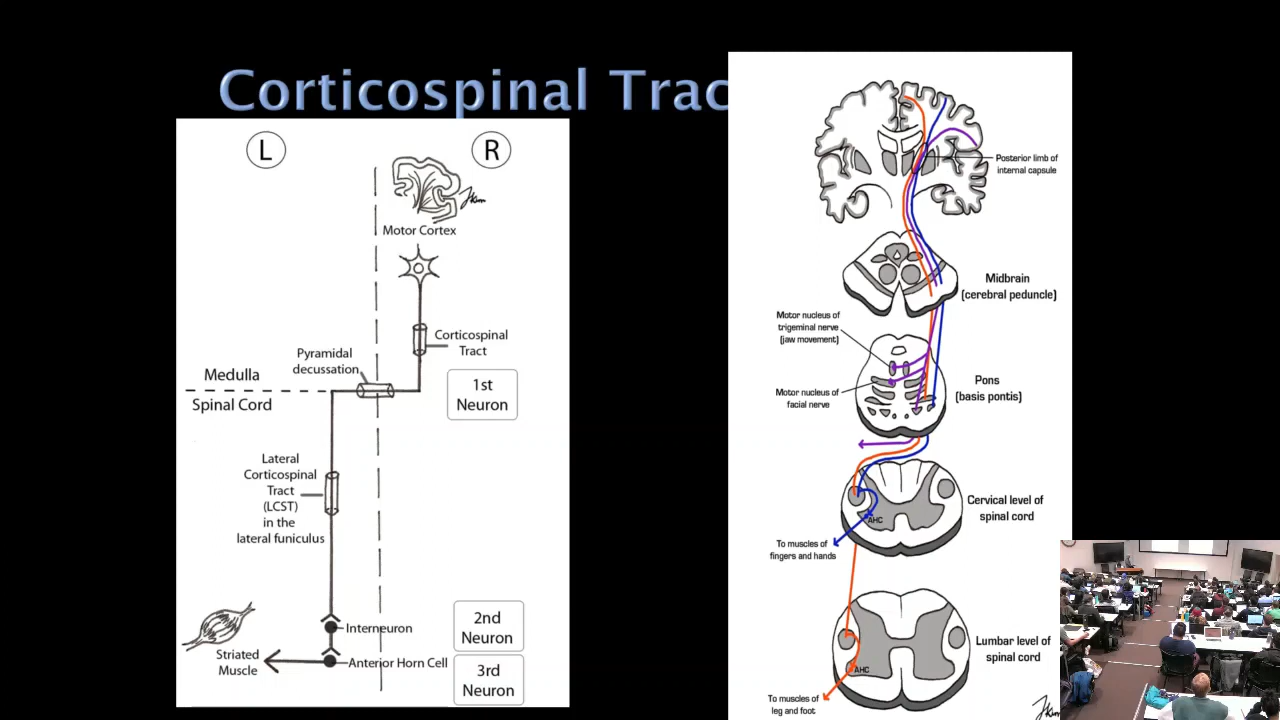 Corticospinal Trac
L
R
Motor Cortex
Corticospinal
Tract
Pyramidal
decussation
Medulla
Spinal Cord
1st
Neuron
Lateral
Corticospinal
Tract
(LCST)
in the
lateral funiculus
2nd
Neuron
Interneuron
Striated
Muscle
Anterior Horn Cell
3rd
Neuron
Posterior limb of
internal capsule
Midbrain
(cerebral peduncle)
Motor nucleus of
trigeminal nerve
(jaw movement)
Motor nucleus of
facial nerve
Pons
(basis pontis)
Cervical level of
spinal cord
AHC
To muscles of
fingers and hands
Lumbar level of
spinal cord
AHC
To muscles of
leg and foot